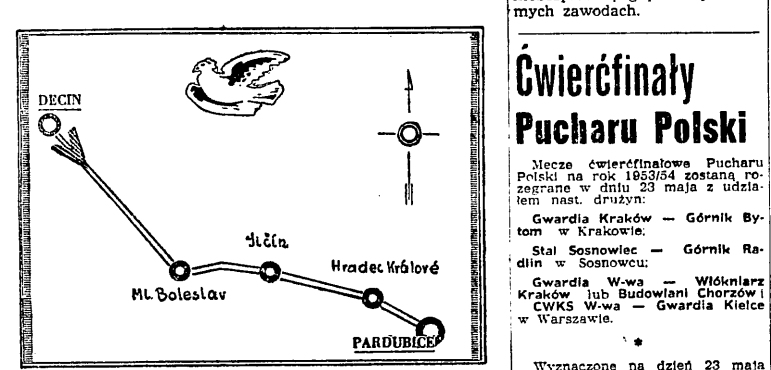 DECIN
Jičín
Hradec Králové
Ml. Boleslav
PARDUBICE
mych zawodach.
Ćwierćfinały
Pucharu Polski
Mecze ćwierćfinałowe Pucharu
Polski na rok 1953/54 zostaną ro-
zegrane w dniu 23 maja z udzia-
łem nast. drużyn:
Gwardia Kraków — Górnik By-
tom w Krakowie;
Stal Sosnowiec — Górnik Ra-
dlin w Sosnowcu;
Gwardia W-wa — Włókniarz
Kraków lub Budowlani Chorzów i
CWKS W-wa — Gwardia Kielce
w Warszawie.
*
Wyznaczone na dzień 23 maja